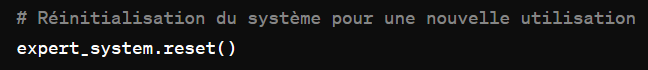 # Réinitialisation du système pour une nouvelle utilisation
expert_system.reset()